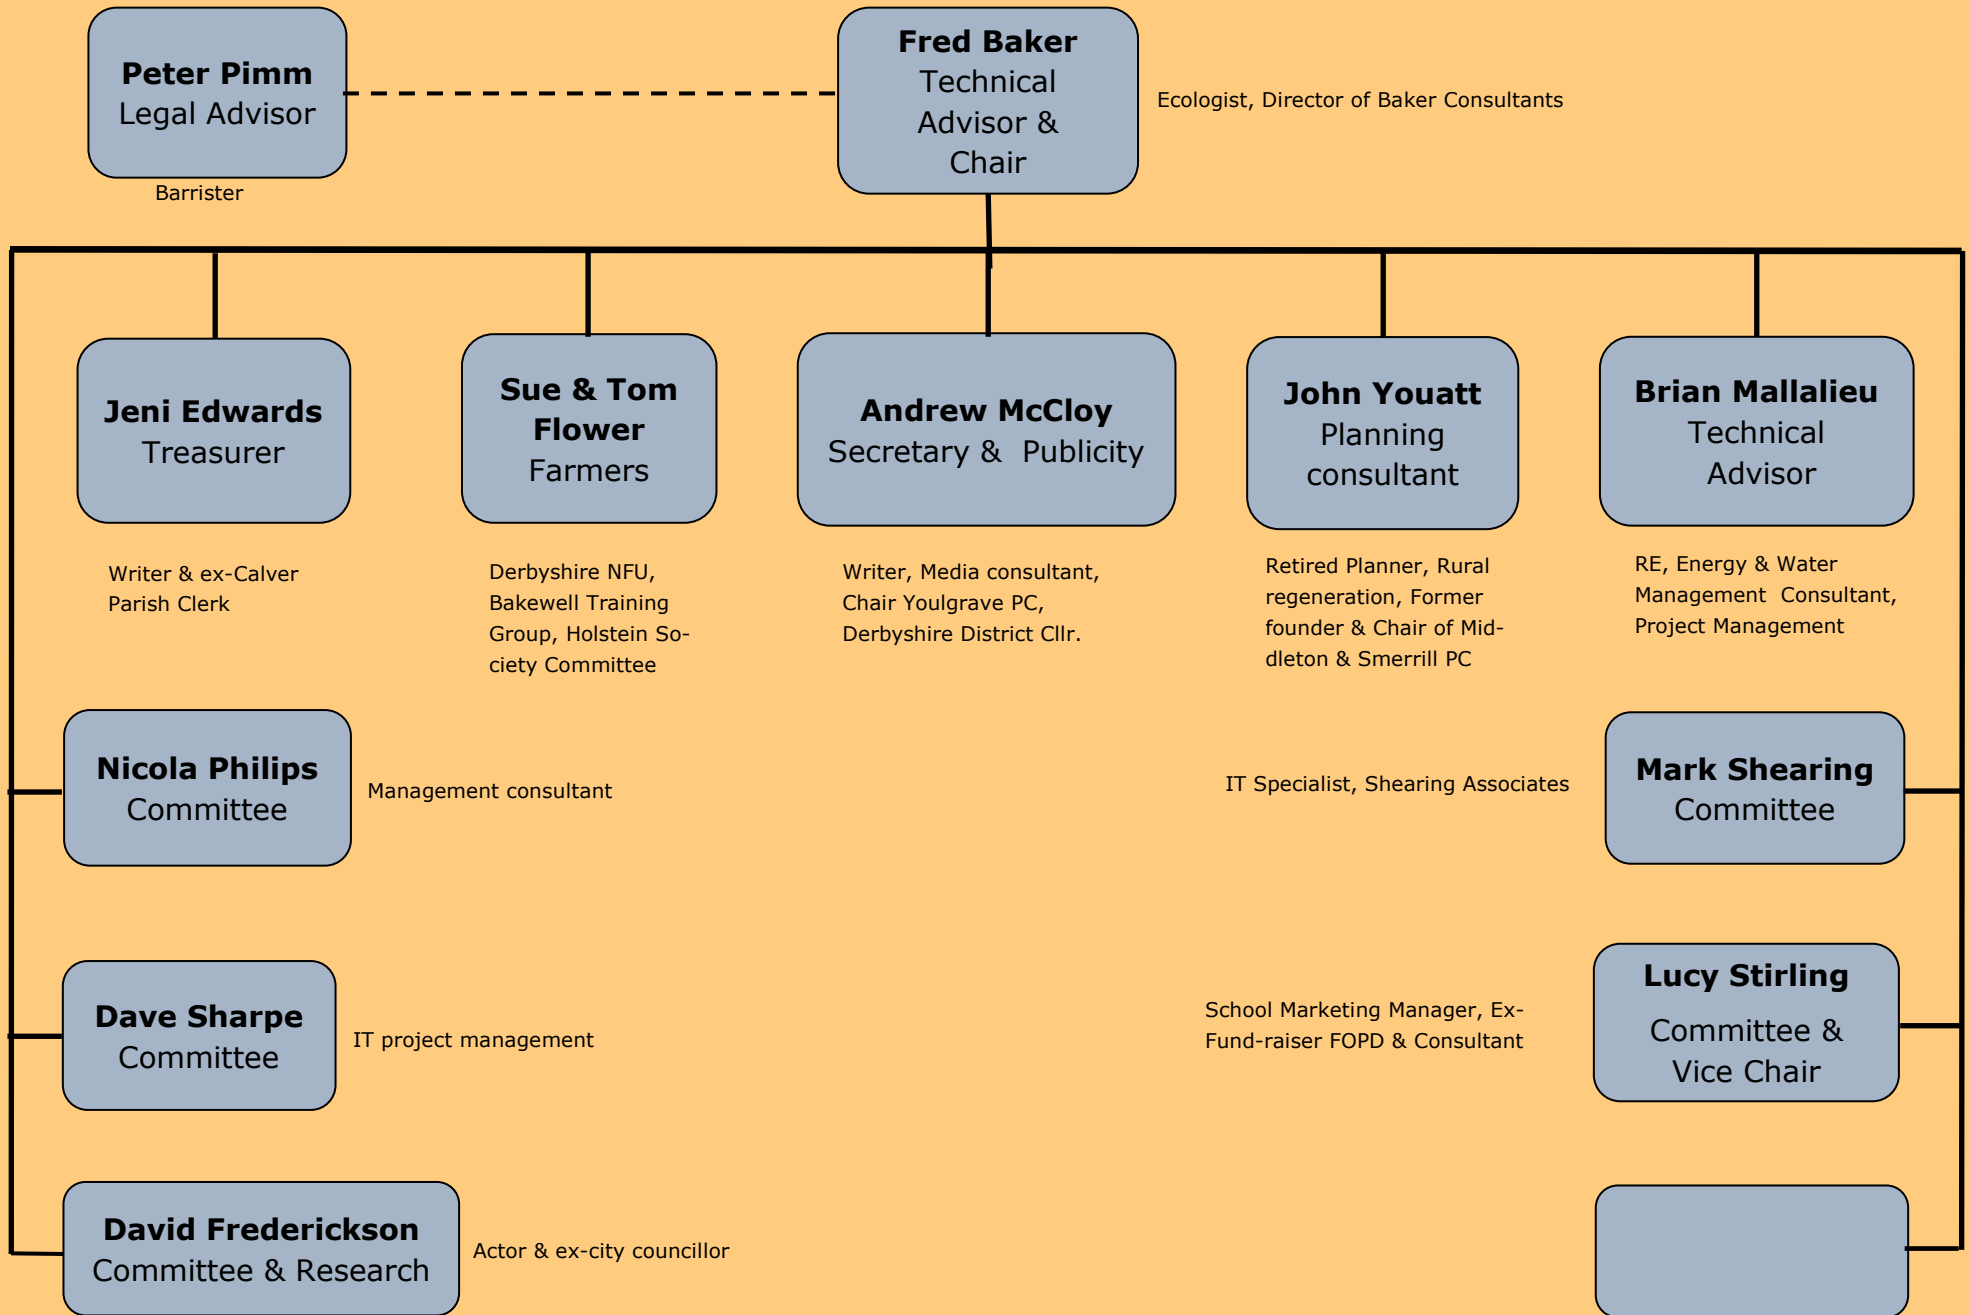 Peter Pimm
Legal Advisor
Barrister
Fred Baker
Technical
Advisor &
Chair
Ecologist, Director of Baker Consultants
Jeni Edwards
Treasurer
Writer & ex-Calver
Parish Clerk
Sue & Tom
Flower
Farmers
Derbyshire NFU,
Bakewell Training
Group, Holstein So-
ciety Committee
Andrew McCloy
Secretary &  Publicity
Writer, Media consultant,
Chair Youlgrave PC,
Derbyshire District Cllr.
John Youatt
Planning
consultant
Retired Planner, Rural
regeneration, Former
founder & Chair of Mid-
dleton & Smerrill PC
Brian Mallalieu
Technical
Advisor
RE, Energy & Water
Management  Consultant,
Project Management
Nicola Philips
Committee
Management consultant
IT Specialist, Shearing Associates
Mark Shearing
Committee
Dave Sharpe
Committee
IT project management
School Marketing Manager, Ex-
Fund-raiser FOPD & Consultant
Lucy Stirling
Committee &
Vice Chair
David Frederickson
Committee & Research
Actor & ex-city councillor